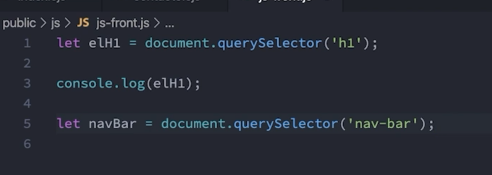 public > js > JS js-front.js > ...
1 let elH1 = document.querySelector('h1');
2
3 console.log(elH1);
4
5 let navBar = document.querySelector('nav-bar');
6